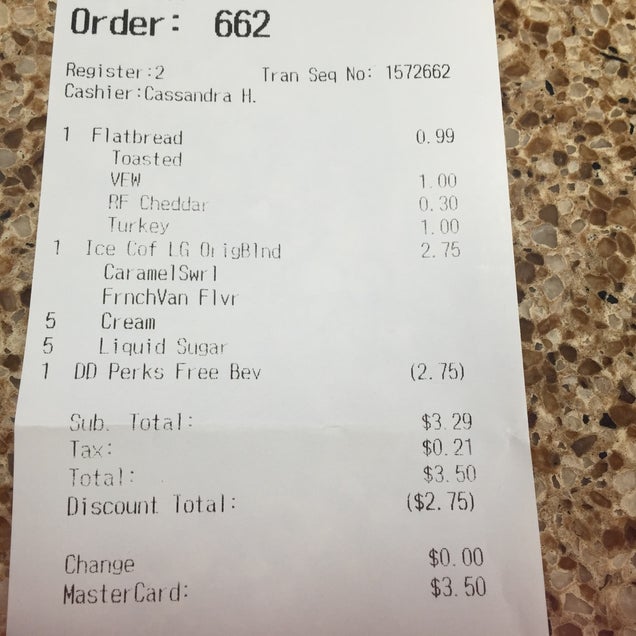 Order: 662
Register:2 Tran Seq No: 1572662
Cashier:Cassandra H.
1 Flatbread 0.99
Toasted
VEW 1.00
RF Cheddar 0.30
Turkey 1.00
1 Ice Cof LG OrigBlnd 2.75
CaramelSwrl
FrnchVan Flvr
5 Cream
5 Liquid Sugar
1 DD Perks Free Bev (2.75)
Sub. Total: $3.29
Tax: $0.21
Total: $3.50
Discount Total: ($2.75)
Change $0.00
MasterCard: $3.50